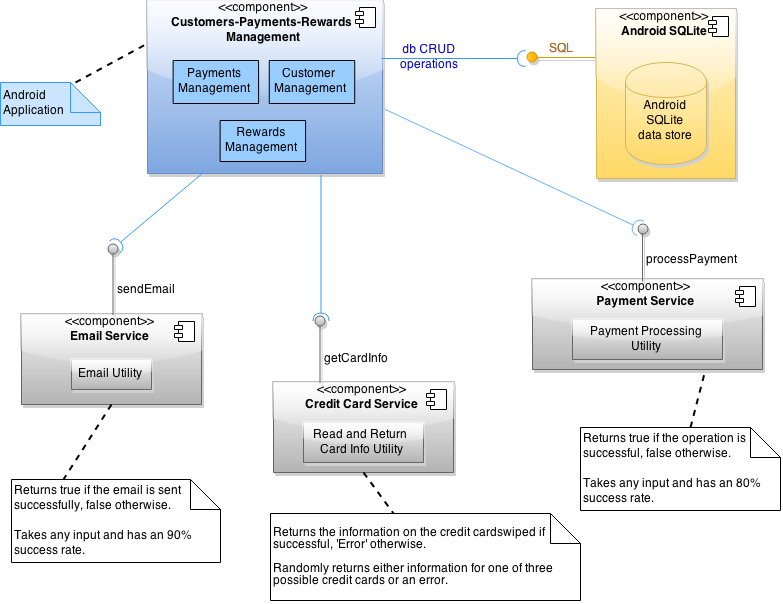 <<component>>
Customers-Payments-Rewards
Management
Payments
Management
Customer
Management
Rewards
Management
Android
Application
db CRUD
operations
SQL
<<component>>
Android SQLite
Android
SQLite
data store
sendEmail
getCardInfo
processPayment
<<component>>
Email Service
Email Utility
<<component>>
Credit Card Service
Read and Return
Card Info Utility
<<component>>
Payment Service
Payment Processing
Utility
Returns true if the email is sent
successfully, false otherwise.
Takes any input and has an 90%
success rate.
Returns the information on the credit cardswiped if
successful, 'Error' otherwise.
Randomly returns either information for one of three
possible credit cards or an error.
Returns true if the operation is
successful, false otherwise.
Takes any input and has an 80%
success rate.